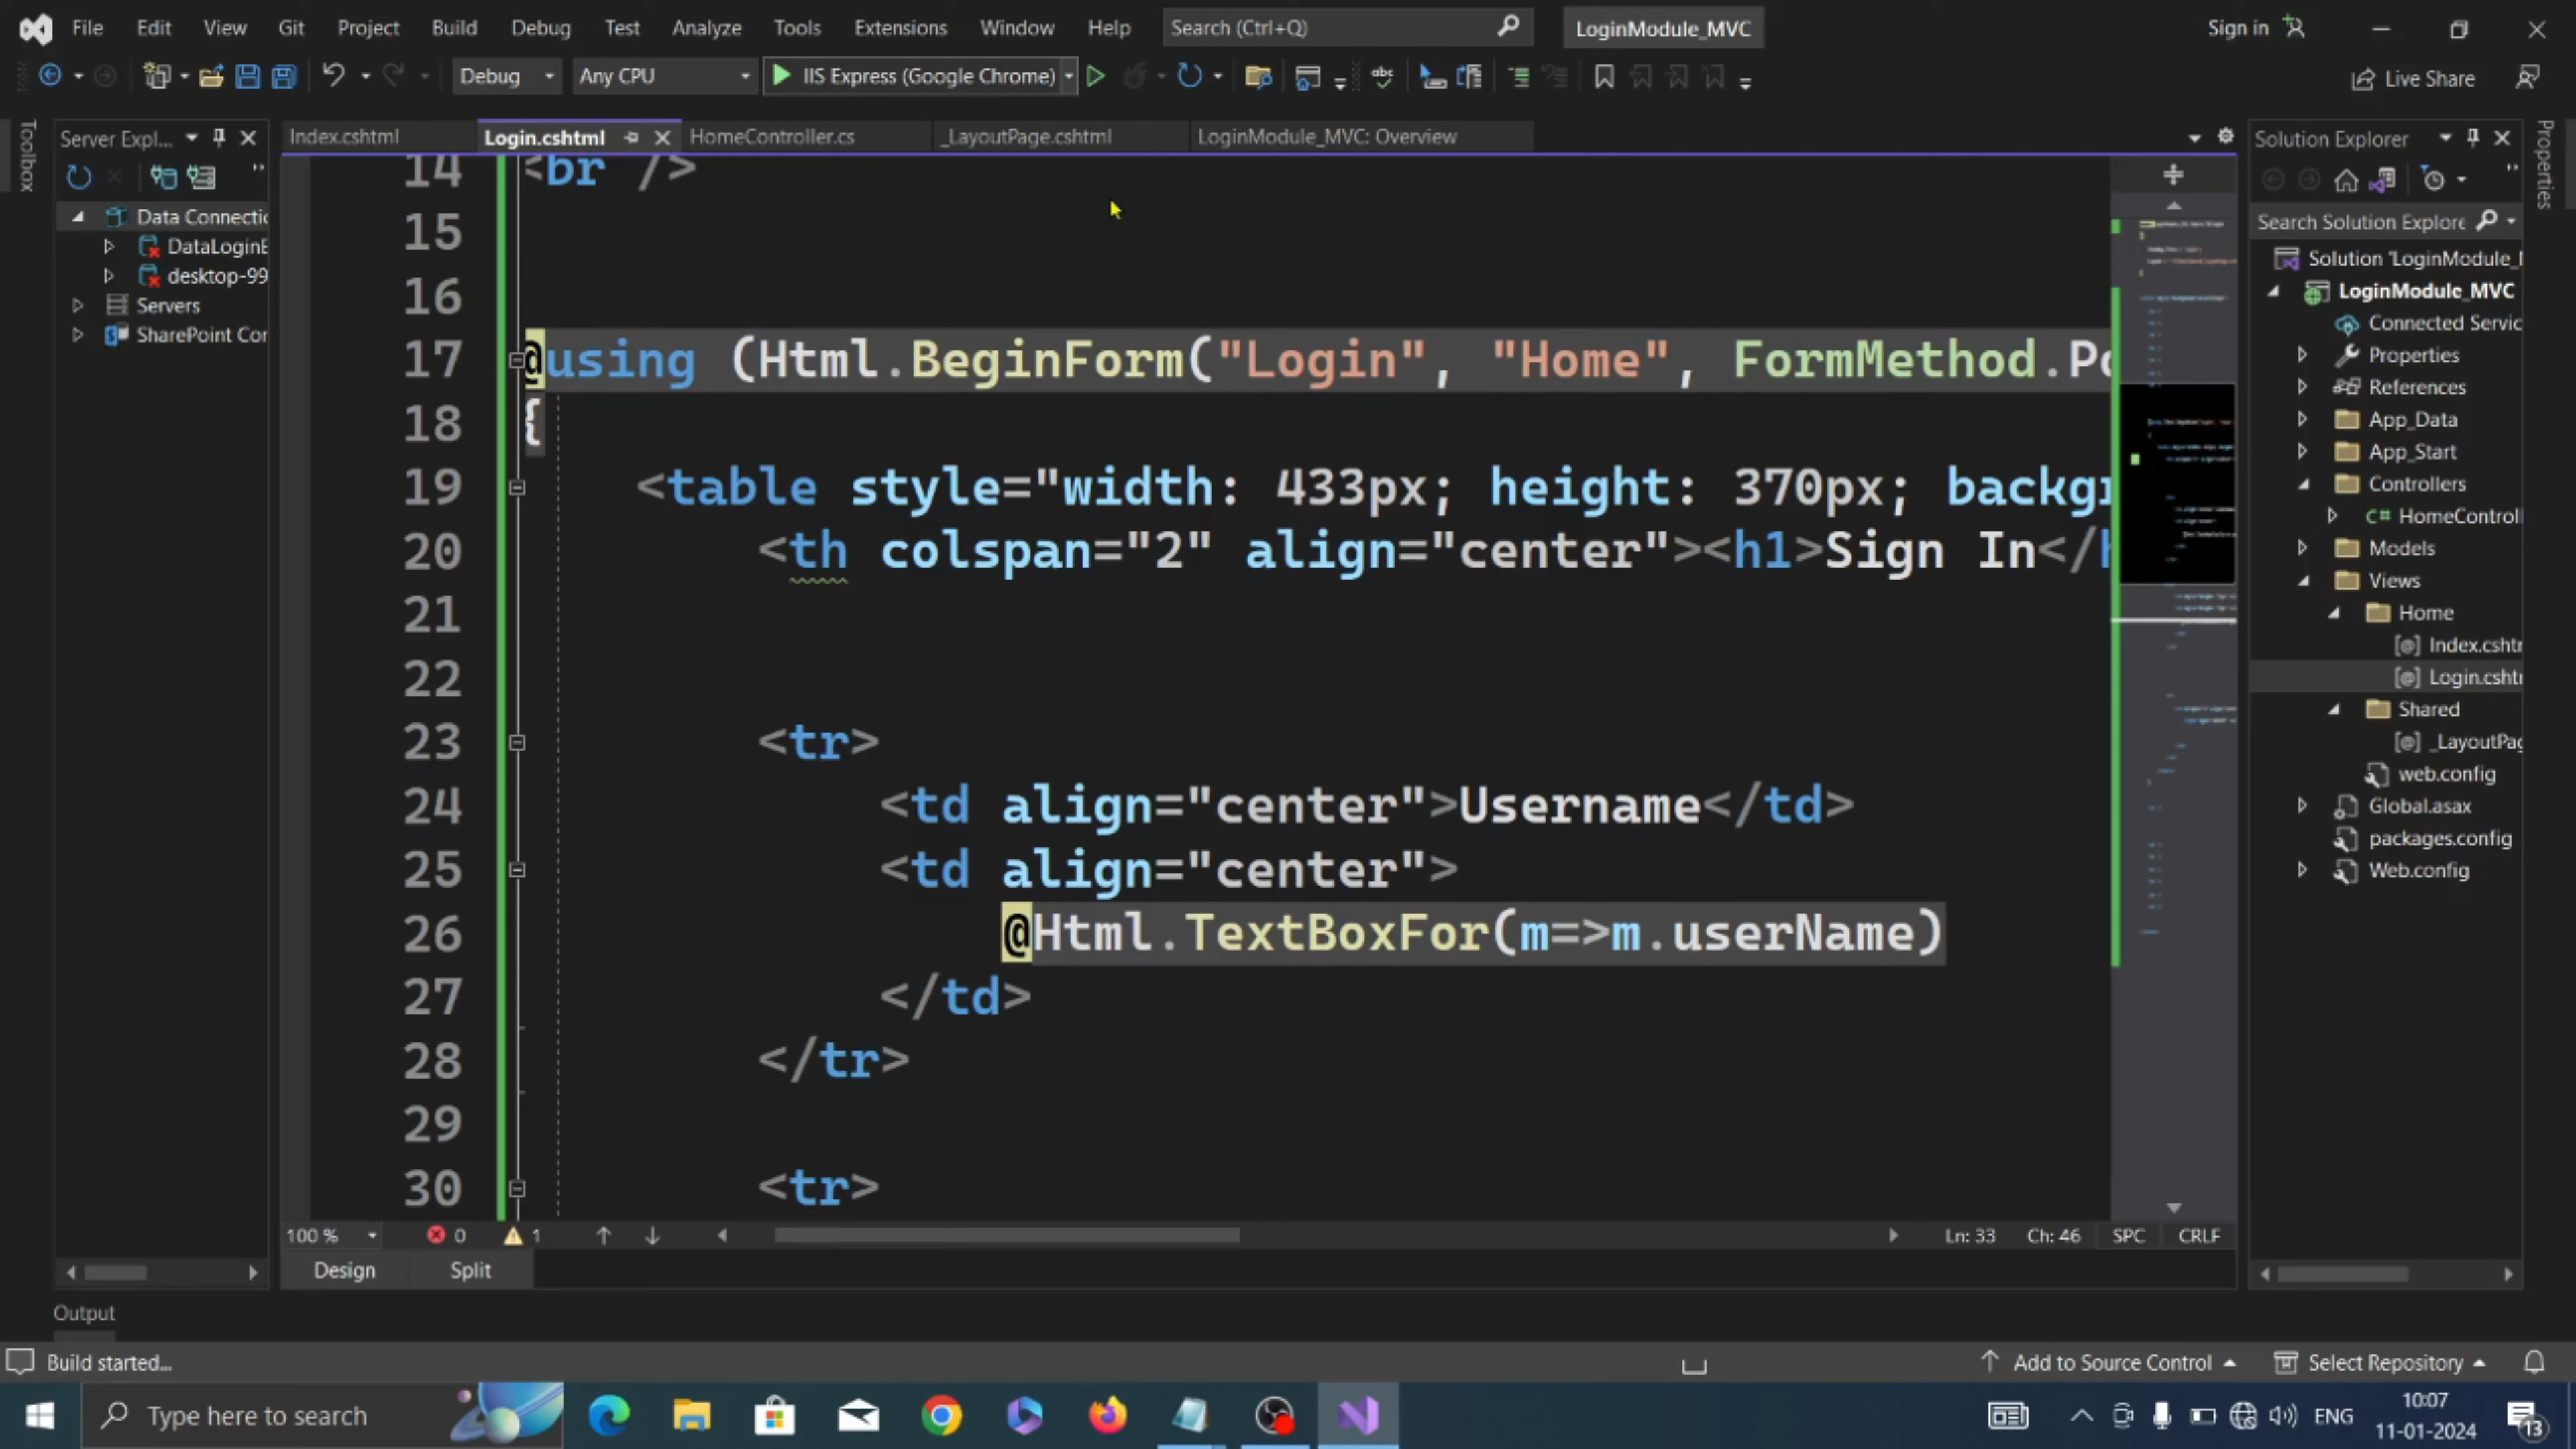 File Edit View Git Project Build Debug Test Analyze Tools Extensions Window Help Search (Ctrl+Q) LoginModule_MVC Sign in
Debug Any CPU IIS Express (Google Chrome) Live Share
Toolbox
Server Expl...
Data Connectic
DataLoginE
desktop-99
Servers
SharePoint Cor
Index.cshtml Login.cshtml HomeController.cs _LayoutPage.cshtml LoginModule_MVC: Overview
14 <br />
15
16
17 @using (Html.BeginForm("Login", "Home", FormMethod.Po
18 {
19 <table style="width: 433px; height: 370px; backgr
20 <th colspan="2" align="center"><h1>Sign In</h
21
22
23 <tr>
24 <td align="center">Username</td>
25 <td align="center">
26 @Html.TextBoxFor(m=>m.userName)
27 </td>
28 </tr>
29
30 <tr>
100 % 0 1 Ln: 33 Ch: 46 SPC CRLF
Design Split
Solution Explorer
Search Solution Explore
Solution 'LoginModule_M
LoginModule_MVC
Connected Servic
Properties
References
App_Data
App_Start
Controllers
C# HomeControl
Models
Views
Home
[@] Index.cshtr
[@] Login.cshtr
Shared
[@] _LayoutPag
web.config
Global.asax
packages.config
Web.config
Properties
Output
Build started... Add to Source Control Select Repository
Type here to search ENG 10:07
11-01-2024
13